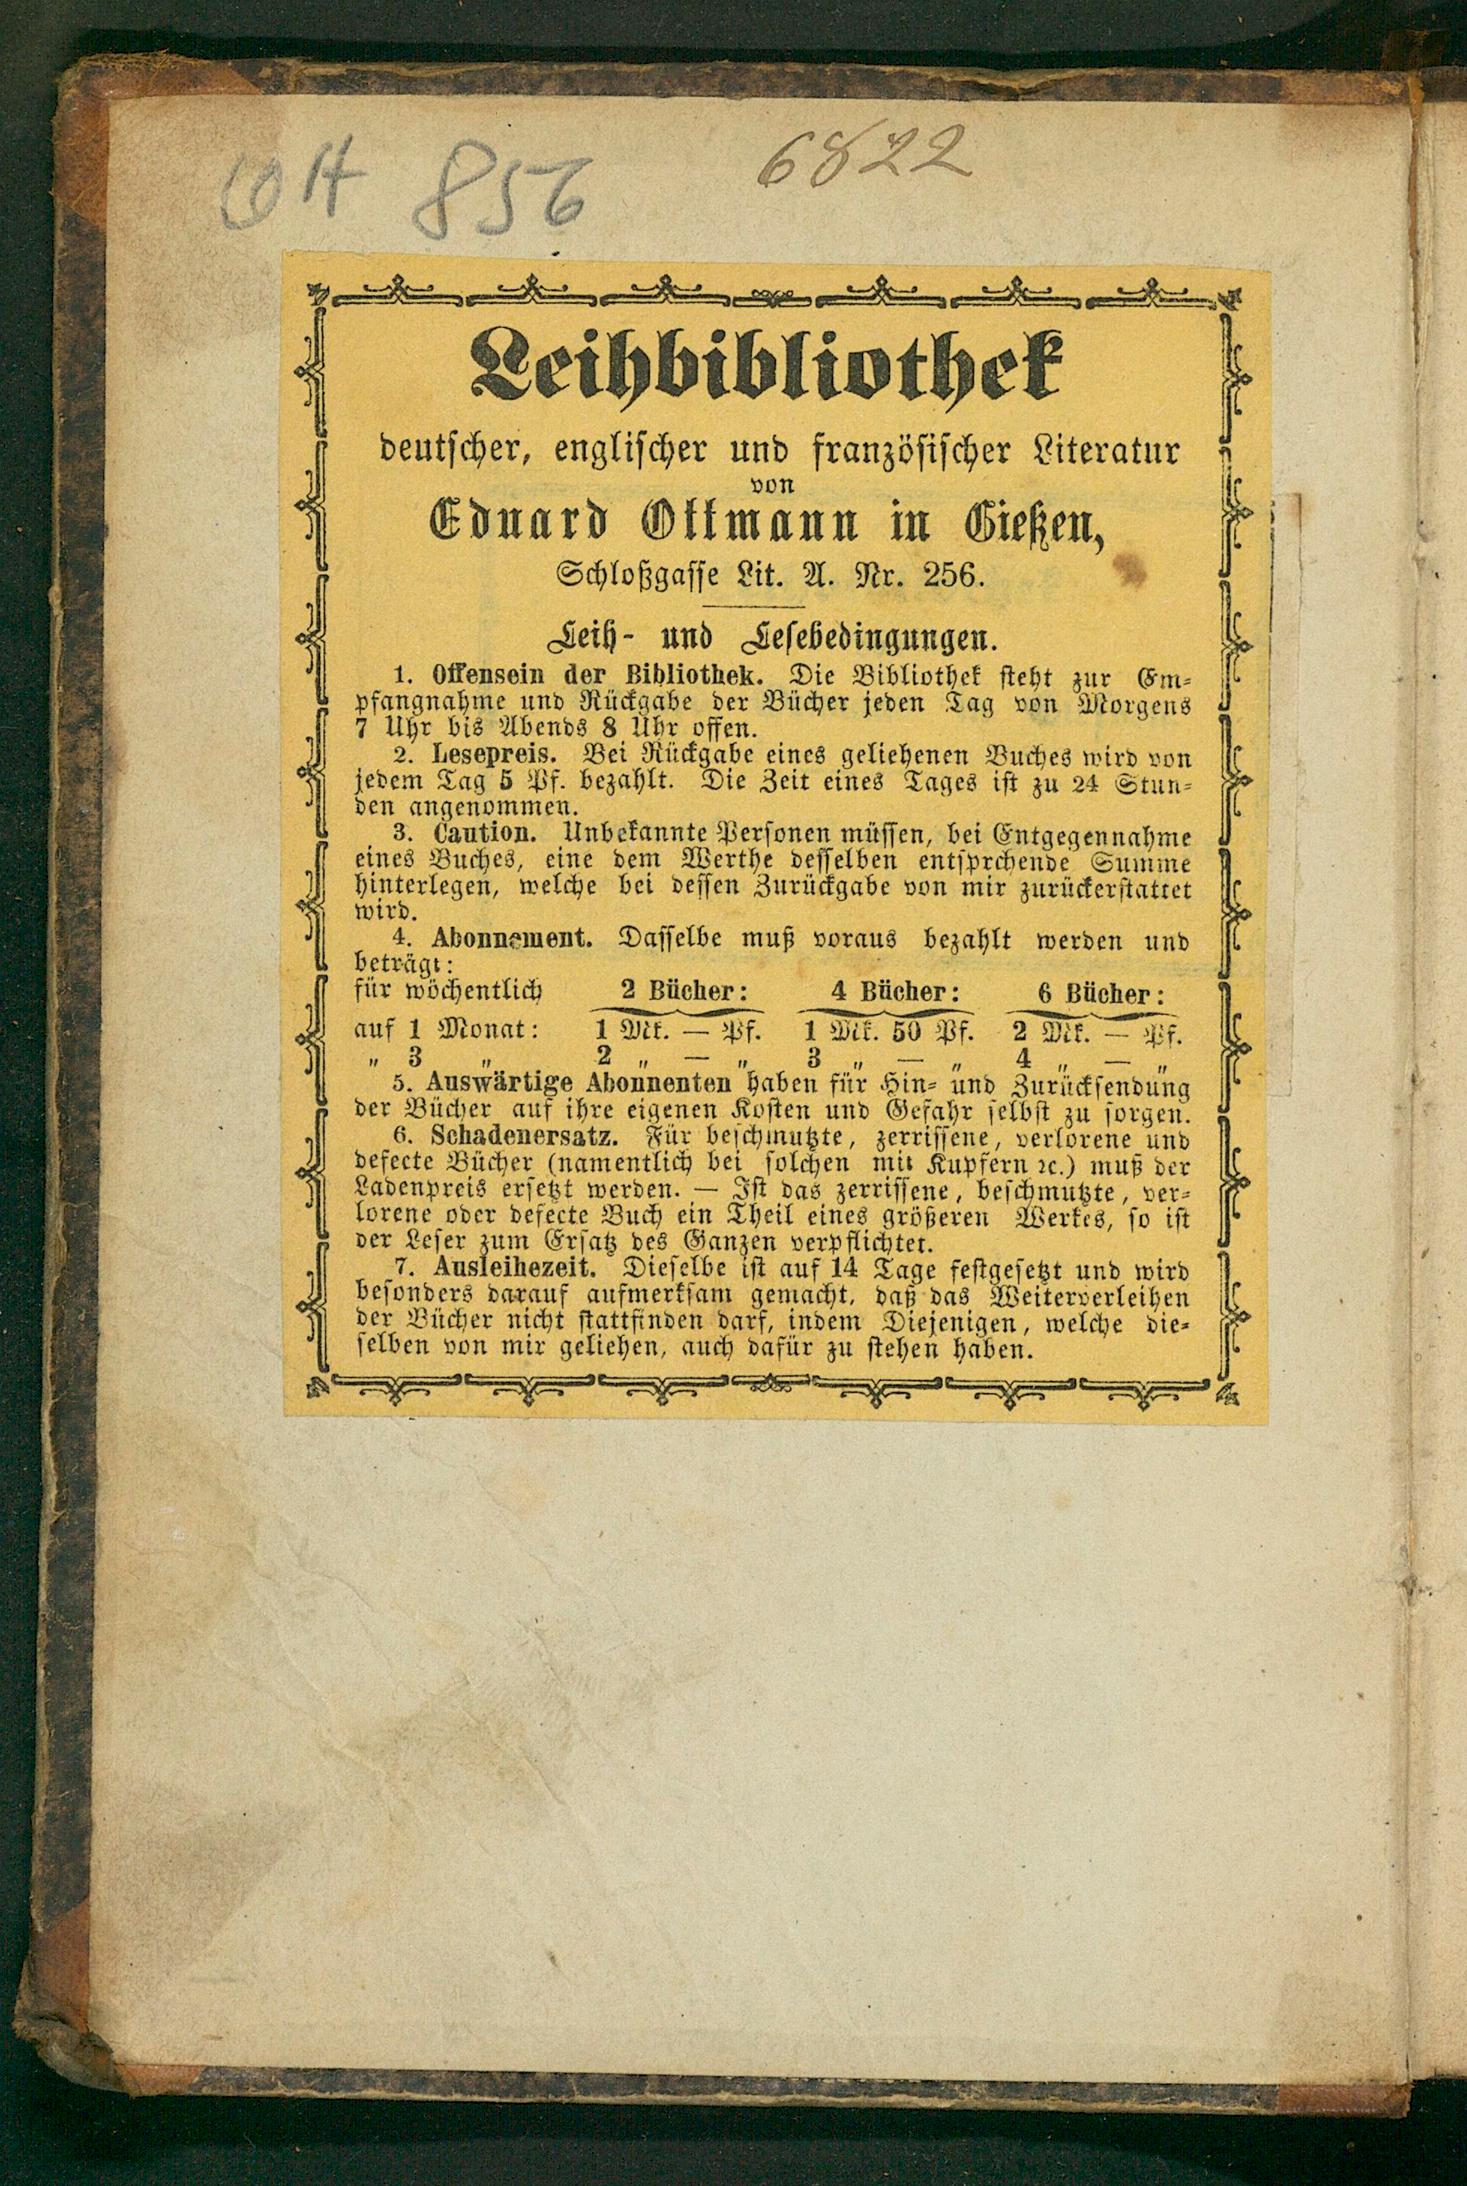 856
6822
Leihbibliothek
deutscher, englischer und französischer Literatur
von
Eduard Ottmann in Gießen,
Schloßgasse Lit. A. Nr. 256.
Leih- und Lesebedingungen.
1. Offensein der Bibliothek. Die Bibliothek steht zur Em-
pfangnahme und Rückgabe der Bücher jeden Tag von Morgens
7 Uhr bis Abends 8 Uhr offen.
2. Lesepreis. Bei Rückgabe eines geliehenen Buches wird von
jedem Tag 5 Pf. bezahlt. Die Zeit eines Tages ist zu 24 Stun-
den angenommen.
3. Caution. Unbekannte Personen müssen, bei Entgegennahme
eines Buches, eine dem Werthe desselben entsprchende Summe
hinterlegen, welche bei dessen Zurückgabe von mir zurückerstattet
wird.
4. Abonnement. Dasselbe muß voraus bezahlt werden und
beträgt:
für wöchentlich 2 Bücher: 4 Bücher: 6 Bücher:
auf 1 Monat: 1 Mk. — Pf. 1 Mk. 50 Pf. 2 Mk. — Pf.
„ 3 „ 2 „ — „ 3 „ — „ 4 „ — „
5. Auswärtige Abonnenten haben für Hin- und Zurücksendung
der Bücher auf ihre eigenen Kosten und Gefahr selbst zu sorgen.
6. Schadenersatz. Für beschmutzte, zerrissene, verlorene und
defecte Bücher (namentlich bei solchen mit Kupfern ꝛc.) muß der
Ladenpreis ersetzt werden. — Ist das zerrissene, beschmutzte, ver-
lorene oder defecte Buch ein Theil eines größeren Werkes, so ist
der Leser zum Ersatz des Ganzen verpflichtet.
7. Ausleihezeit. Dieselbe ist auf 14 Tage festgesetzt und wird
besonders darauf aufmerksam gemacht, daß das Weiterverleihen
der Bücher nicht stattfinden darf, indem Diejenigen, welche die-
selben von mir geliehen, auch dafür zu stehen haben.